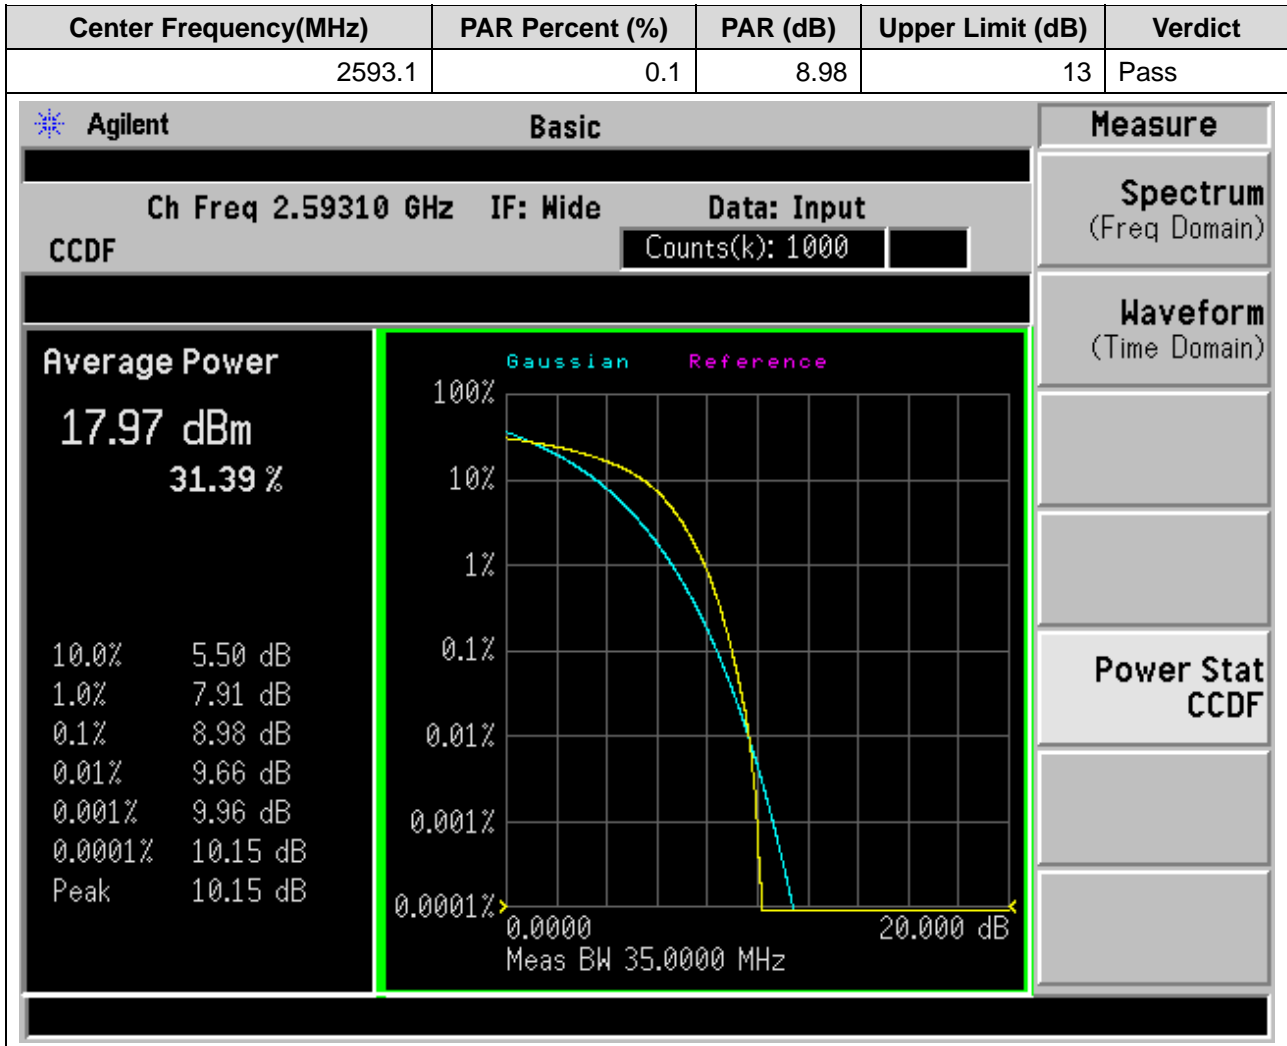 Center Frequency(MHz) PAR Percent (%) PAR (dB) Upper Limit (dB) Verdict
2593.1 0.1 8.98 13 Pass
Agilent Basic Measure
Ch Freq 2.59310 GHz IF: Wide Data: Input
CCDF Counts(k): 1000
Spectrum
(Freq Domain)
Waveform
(Time Domain)
Power Stat
CCDF
Average Power
17.97 dBm
31.39 %
10.0% 5.50 dB
1.0% 7.91 dB
0.1% 8.98 dB
0.01% 9.66 dB
0.001% 9.96 dB
0.0001% 10.15 dB
Peak 10.15 dB
Gaussian Reference
100%
10%
1%
0.1%
0.01%
0.001%
0.0001%
0.0000 20.000 dB
Meas BW 35.0000 MHz